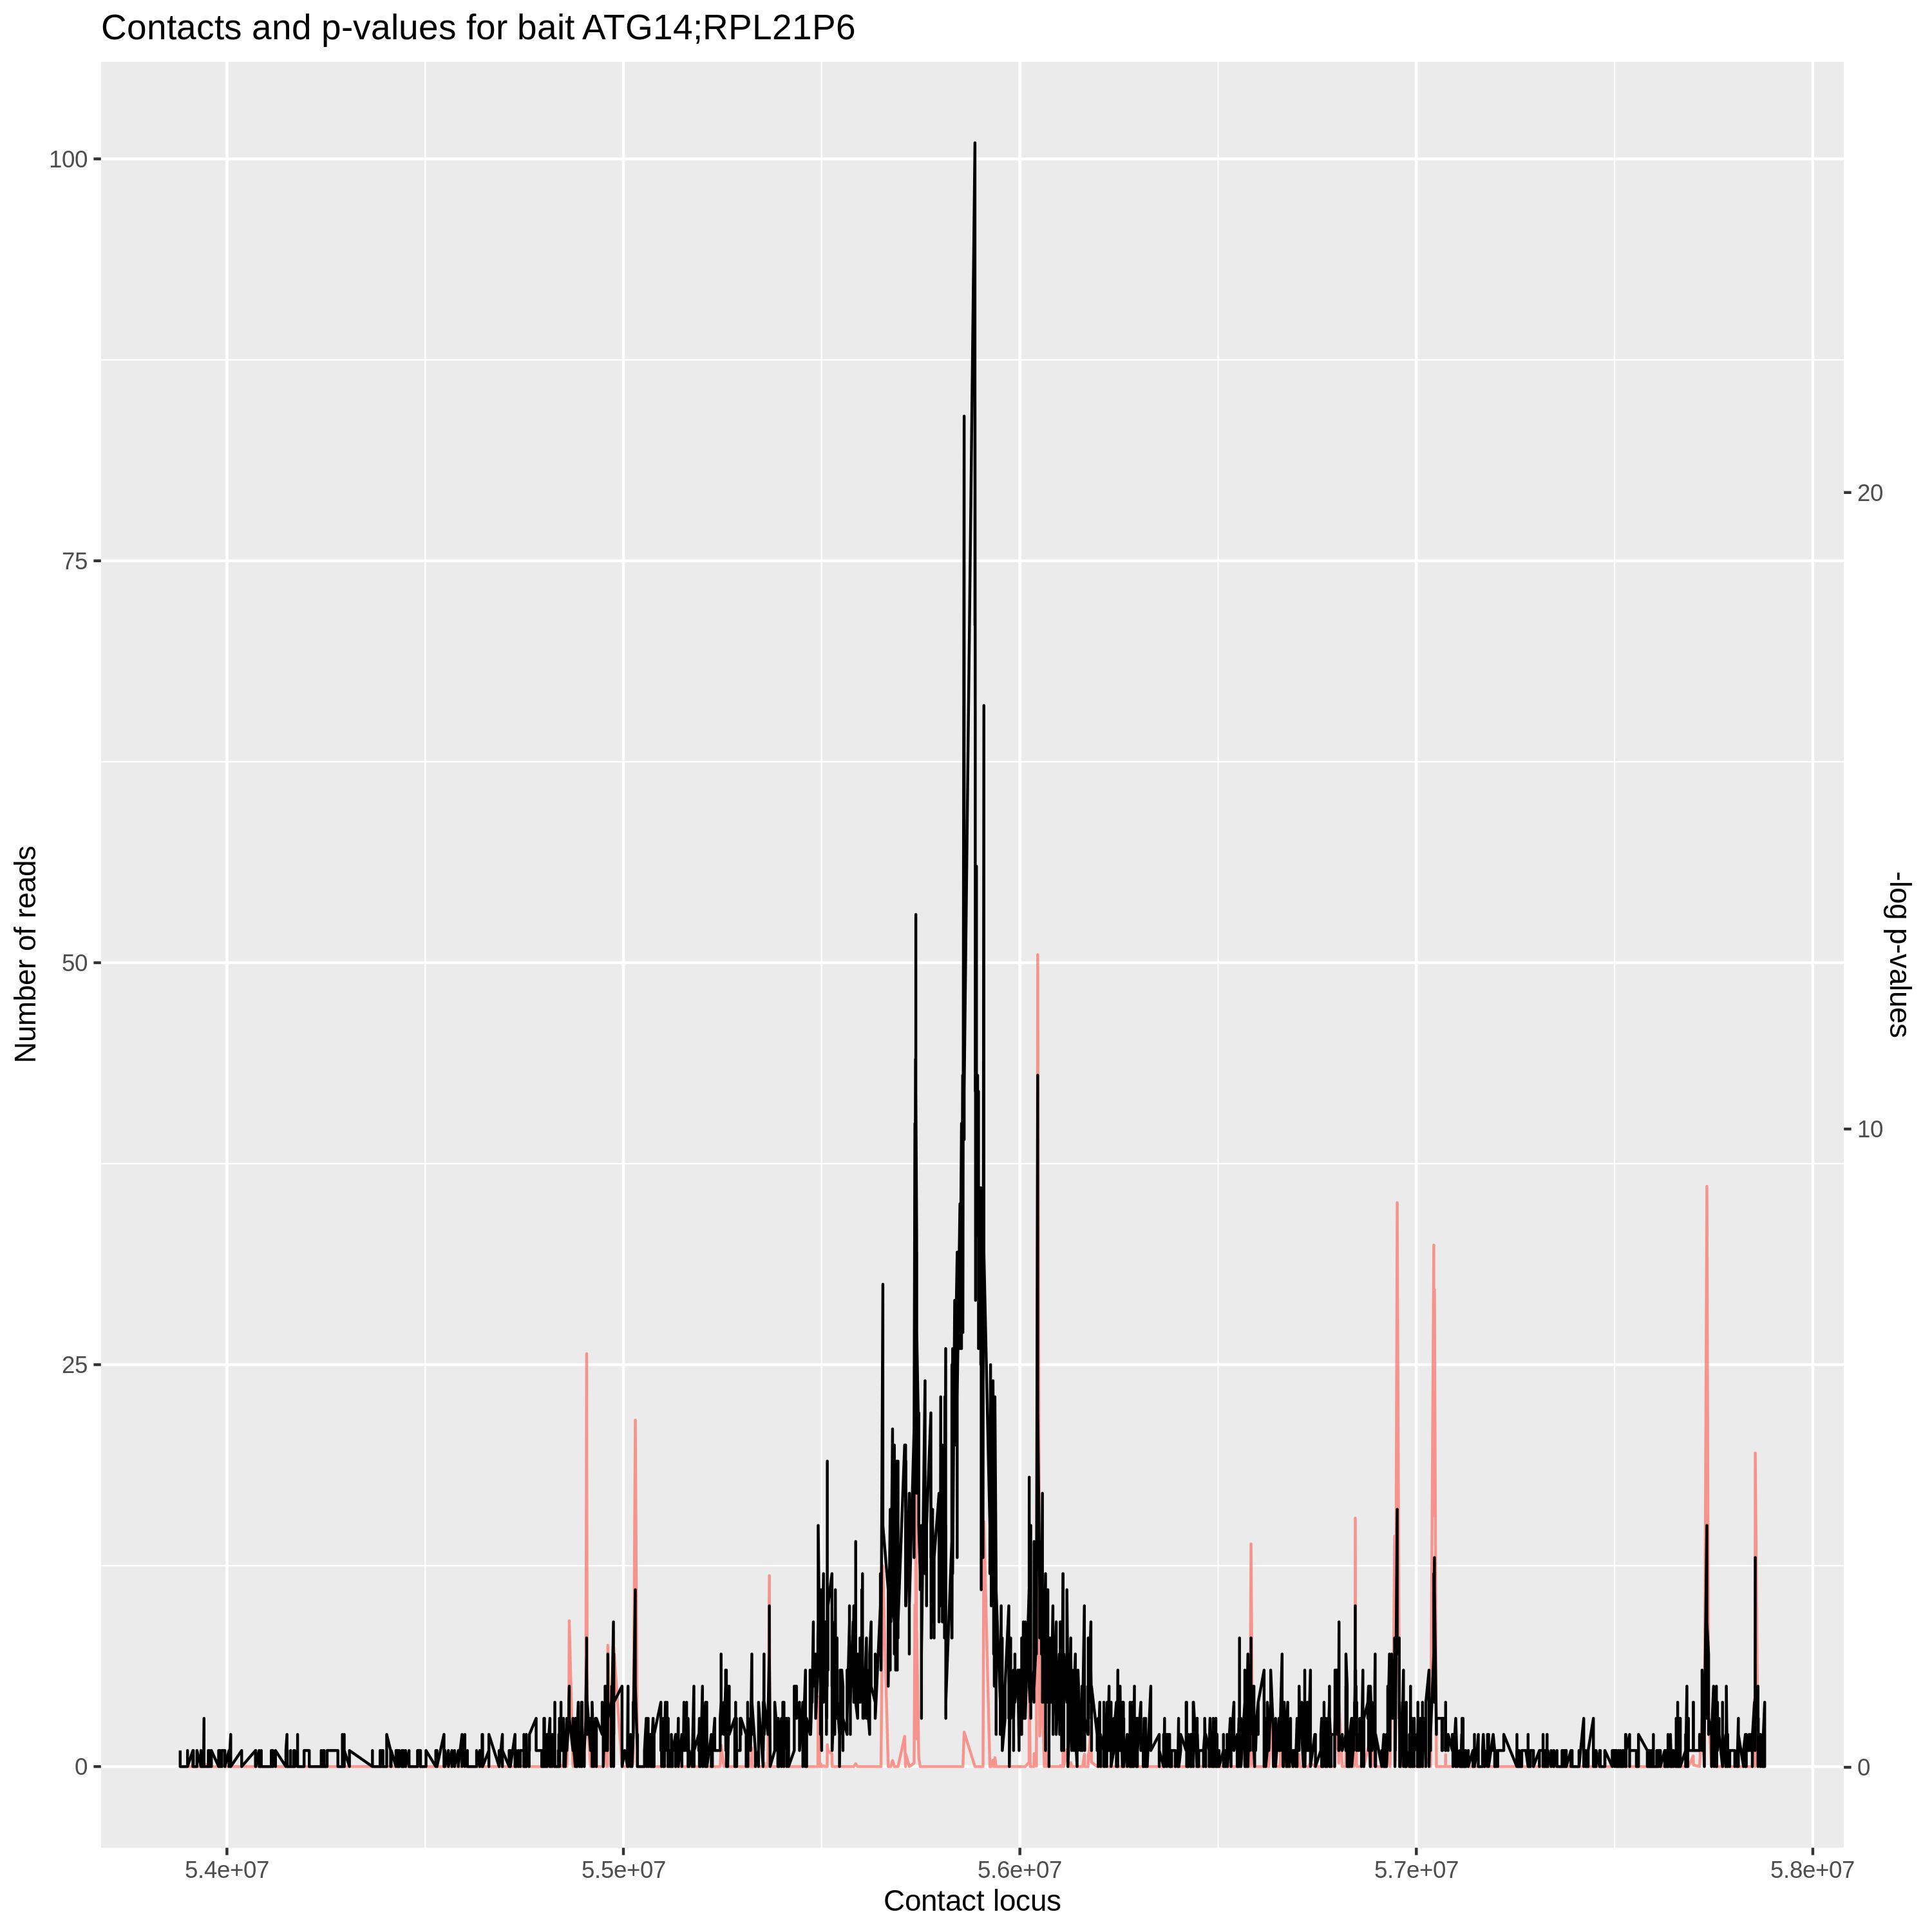 Contacts and p-values for bait ATG14;RPL21P6
100
75
50
25
0
Number of reads
20
10
0
-log p-values
5.4e+07
5.5e+07
5.6e+07
5.7e+07
5.8e+07
Contact locus